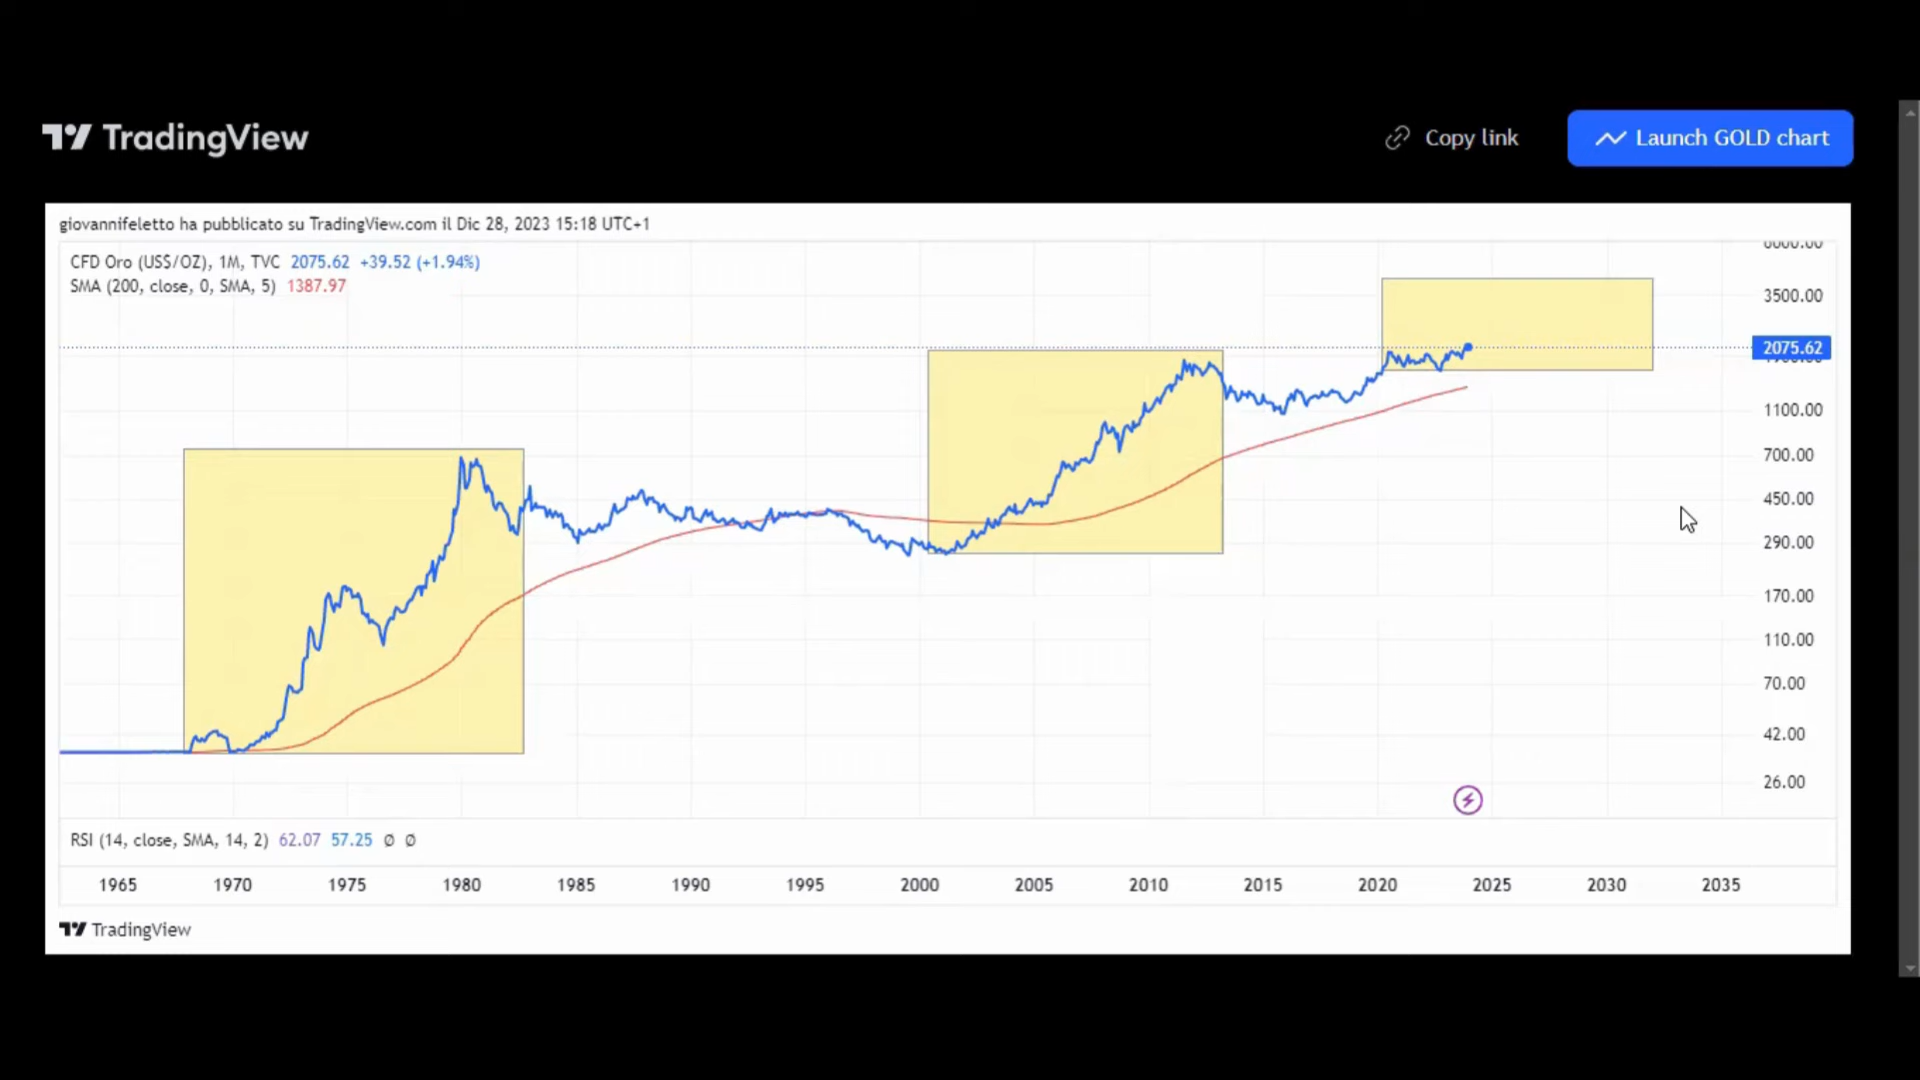 TradingView
Copy link
Launch GOLD chart
giovannifeletto ha pubblicato su TradingView.com il Dic 28, 2023 15:18 UTC+1
CFD Oro (US$/OZ), 1M, TVC 2075.62 +39.52 (+1.94%)
SMA (200, close, 0, SMA, 5) 1387.97
6000.00
3500.00
2075.62
1100.00
700.00
450.00
290.00
170.00
110.00
70.00
42.00
26.00
RSI (14, close, SMA, 14, 2) 62.07 57.25 Ø Ø
1965 1970 1975 1980 1985 1990 1995 2000 2005 2010 2015 2020 2025 2030 2035
TradingView